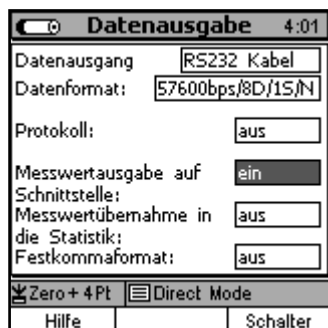 Datenausgabe 4:01
Datenausgang RS232 Kabel
Datenformat: 57600bps/8D/1S/N
Protokoll: aus
Messwertausgabe auf ein
Schnittstelle:
Messwertübernahme in aus
die Statistik:
Festkommaformat: aus
Zero+4Pt Direct Mode
Hilfe Schalter